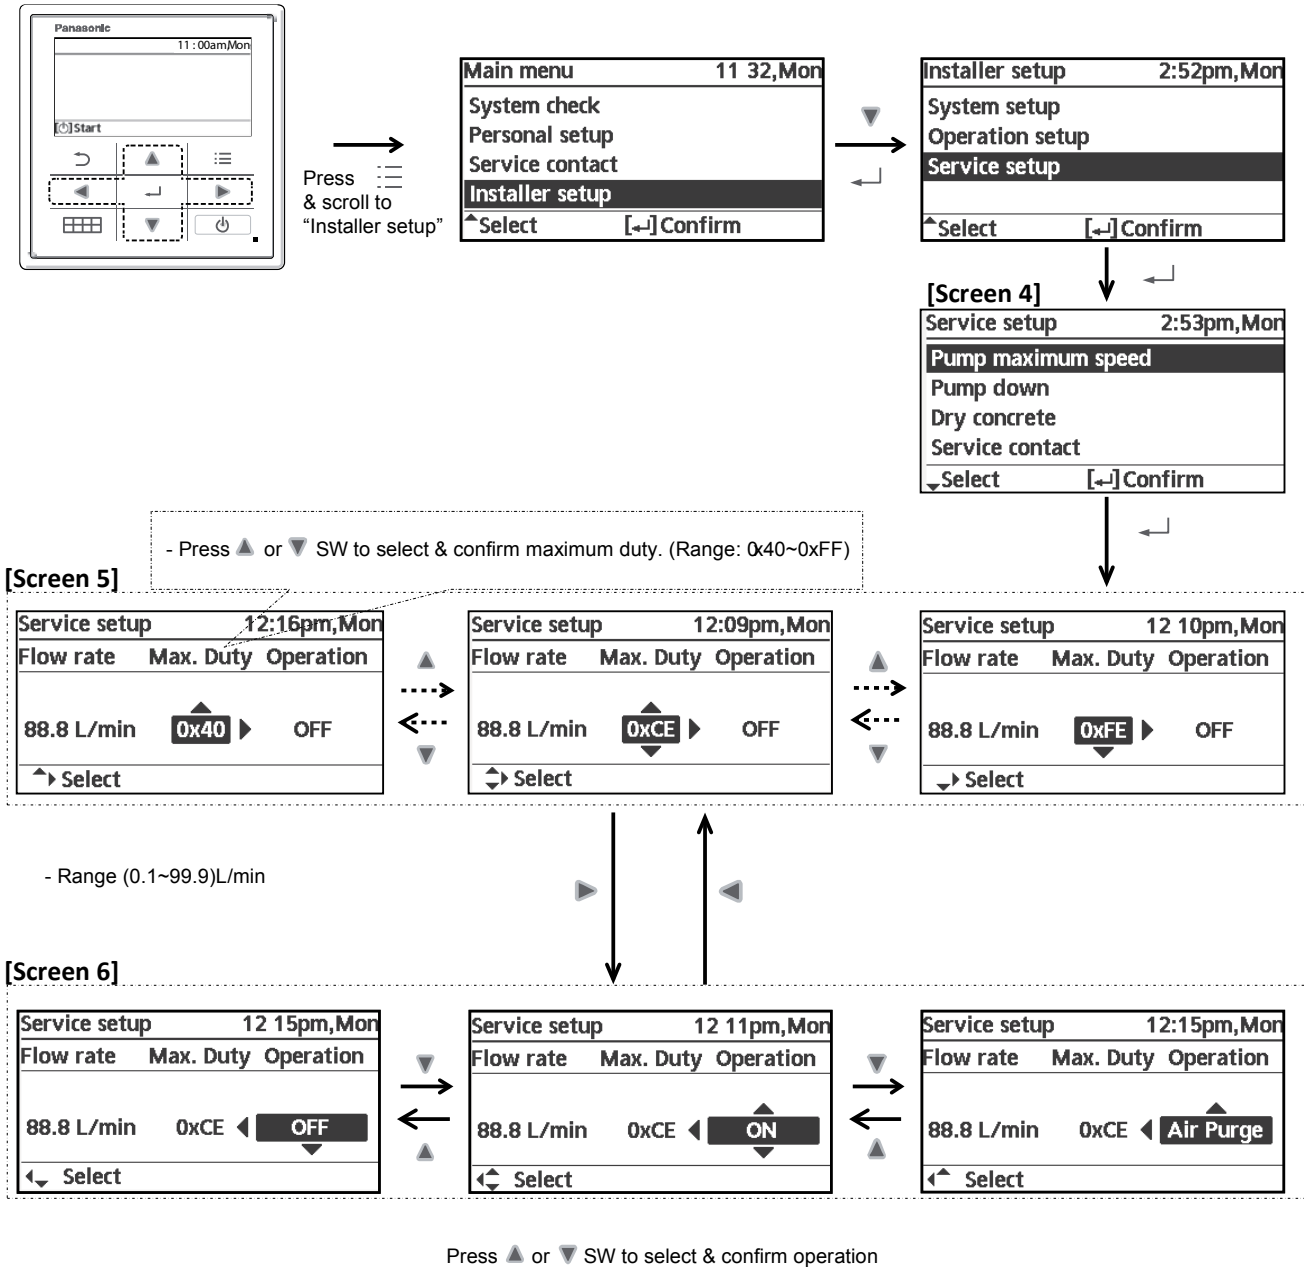 Panasonic
11:00am,Mon
[⏻]Start
Press
& scroll to
“Installer setup”
Main menu 11 32,Mon
System check
Personal setup
Service contact
Installer setup
Select [↵]Confirm
Installer setup 2:52pm,Mon
System setup
Operation setup
Service setup
Select [↵]Confirm
[Screen 4]
Service setup 2:53pm,Mon
Pump maximum speed
Pump down
Dry concrete
Service contact
Select [↵]Confirm
- Press ▲ or ▼ SW to select & confirm maximum duty. (Range: 0x40~0xFF)
[Screen 5]
Service setup 12:16pm,Mon
Flow rate Max. Duty Operation
88.8 L/min 0x40 OFF
Select
Service setup 12:09pm,Mon
Flow rate Max. Duty Operation
88.8 L/min 0xCE OFF
Select
Service setup 12 10pm,Mon
Flow rate Max. Duty Operation
88.8 L/min 0xFE OFF
Select
- Range (0.1~99.9)L/min
[Screen 6]
Service setup 12 15pm,Mon
Flow rate Max. Duty Operation
88.8 L/min 0xCE OFF
Select
Service setup 12 11pm,Mon
Flow rate Max. Duty Operation
88.8 L/min 0xCE ON
Select
Service setup 12:15pm,Mon
Flow rate Max. Duty Operation
88.8 L/min 0xCE Air Purge
Select
Press ▲ or ▼ SW to select & confirm operation